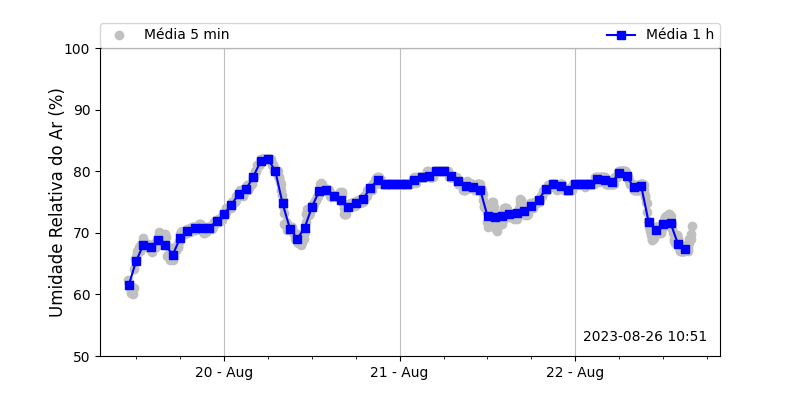 Média 5 min
Média 1 h
Umidade Relativa do Ar (%)
100
90
80
70
60
50
2023-08-26 10:51
20 - Aug
21 - Aug
22 - Aug